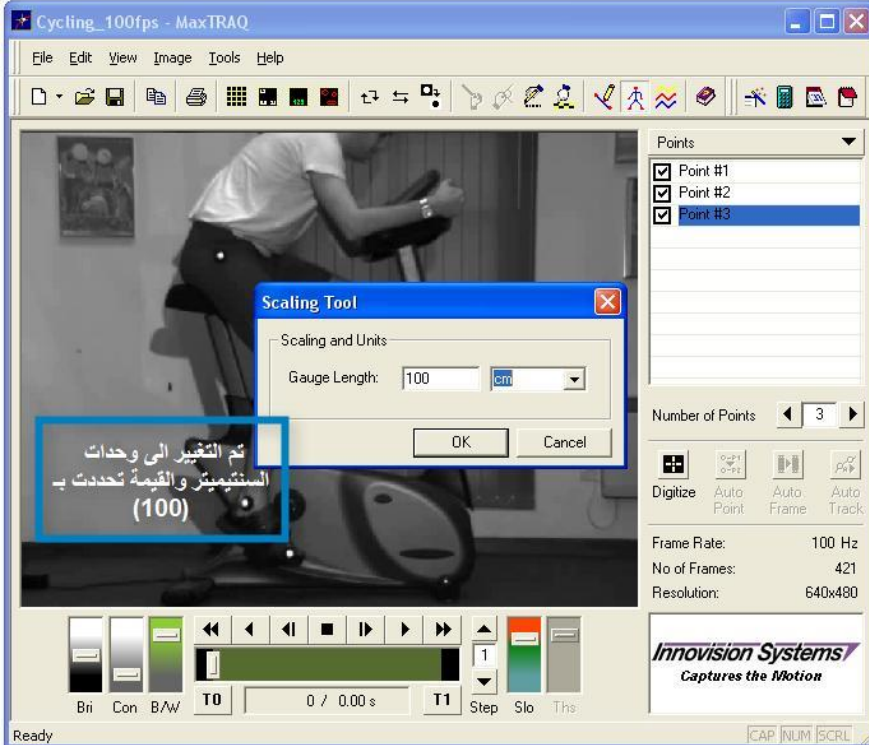 Cycling_100fps - MaxTRAQ
File Edit View Image Tools Help
Points
Point #1
Point #2
Point #3
Scaling Tool
Scaling and Units
Gauge Length: 100 cm
OK Cancel
تم التغيير الى وحدات
السنتيميتر والقيمة تحددت بـ
(100)
Number of Points 3
Digitize Auto Point Auto Frame Auto Track
Frame Rate: 100 Hz
No of Frames: 421
Resolution: 640x480
Innovision Systems
Captures the Motion
1
T0 0 / 0.00 s T1
Bri Con B/W Step Slo Ths
Ready CAP NUM SCRL